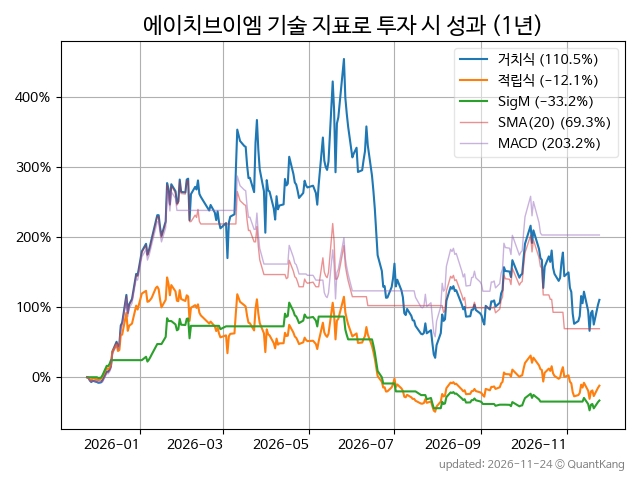 에이치브이엠 기술 지표로 투자 시 성과 (1년)
거치식 (110.5%)
적립식 (−12.1%)
SigM (−33.2%)
SMA(20) (69.3%)
MACD (203.2%)
400%
300%
200%
100%
0%
2026-01 2026-03 2026-05 2026-07 2026-09 2026-11
updated: 2026-11-24 © QuantKang